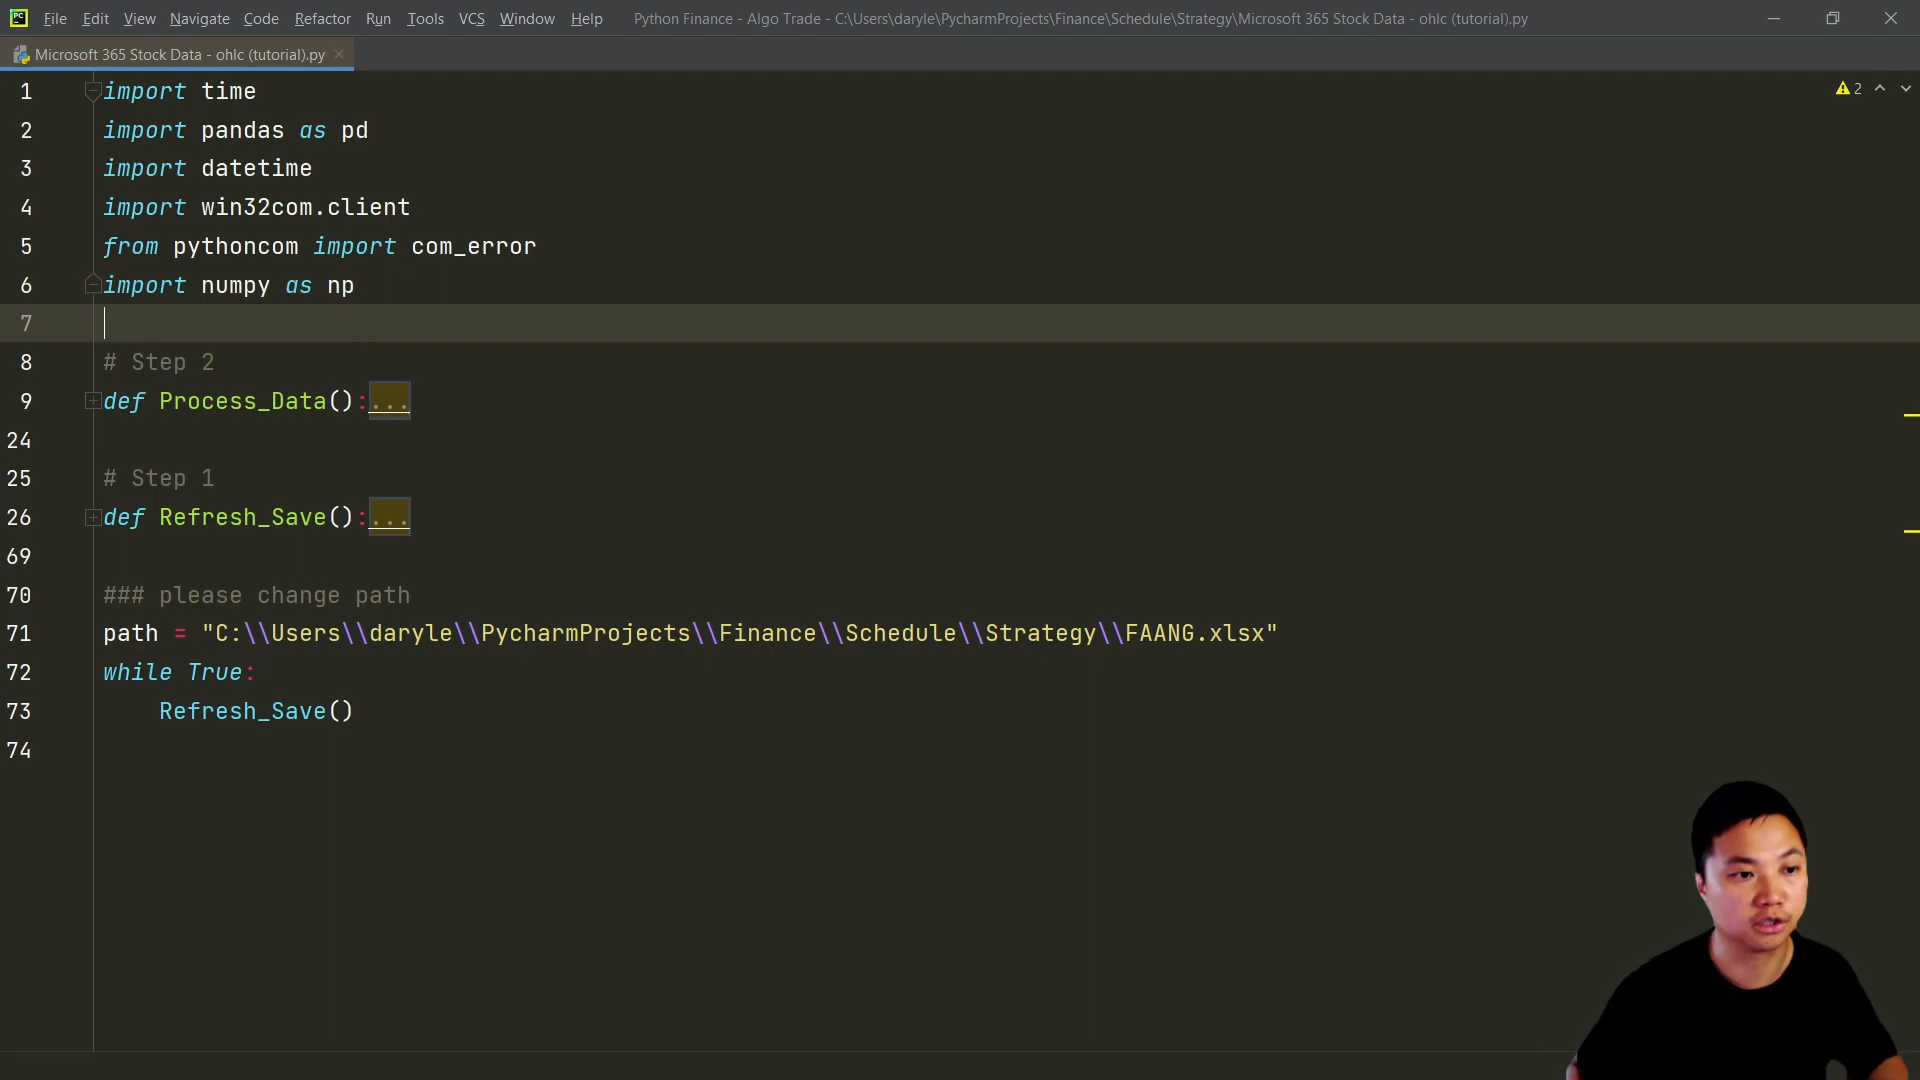 PC File Edit View Navigate Code Refactor Run Tools VCS Window Help Python Finance - Algo Trade - C:\Users\daryle\PycharmProjects\Finance\Schedule\Strategy\Microsoft 365 Stock Data - ohlc (tutorial).py
Microsoft 365 Stock Data - ohlc (tutorial).py
1 import time
2 import pandas as pd
3 import datetime
4 import win32com.client
5 from pythoncom import com_error
6 import numpy as np
7
8 # Step 2
9 def Process_Data():...
24
25 # Step 1
26 def Refresh_Save():...
69
70 ### please change path
71 path = "C:\\Users\\daryle\\PycharmProjects\\Finance\\Schedule\\Strategy\\FAANG.xlsx"
72 while True:
73 Refresh_Save()
74
2